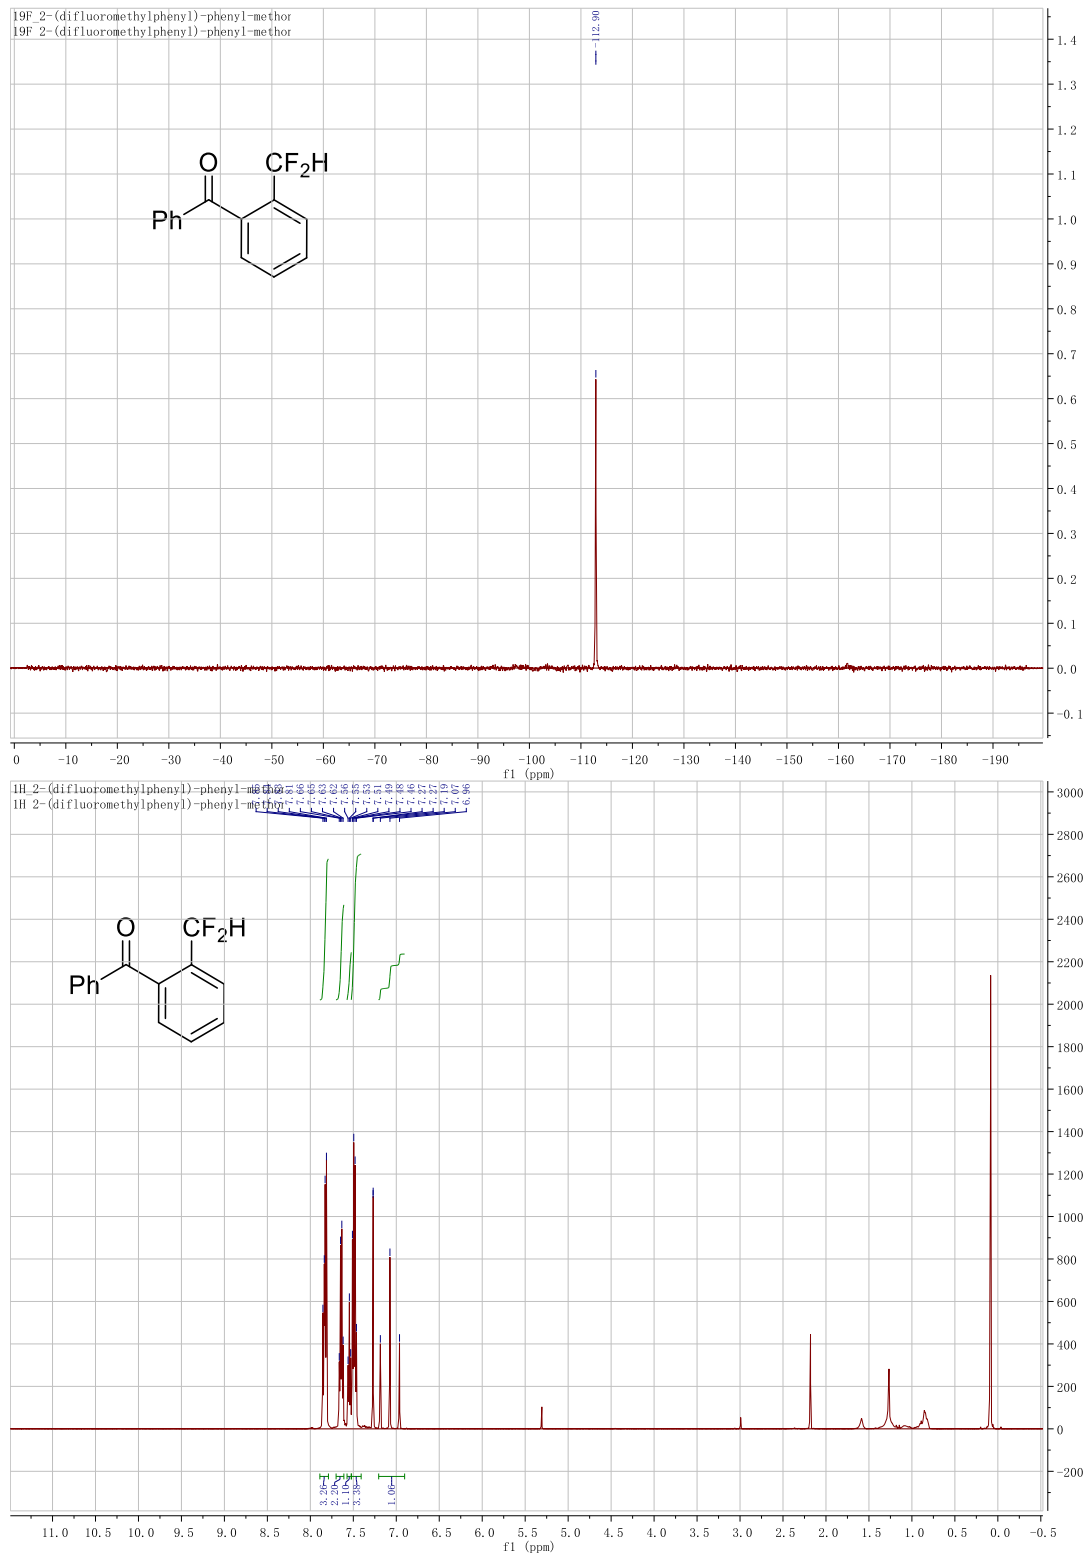 19F_2-(difluoromethylphenyl)-phenyl-methor
19F 2-(difluoromethylphenyl)-phenyl-methor
-112.90
O
CF2H
Ph
1.4
1.3
1.2
1.1
1.0
0.9
0.8
0.7
0.6
0.5
0.4
0.3
0.2
0.1
0.0
-0.1
0 -10 -20 -30 -40 -50 -60 -70 -80 -90 -100 -110 -120 -130 -140 -150 -160 -170 -180 -190
f1 (ppm)
1H_2-(difluoromethylphenyl)-phenyl-
1H 2-(difluoromethylphenyl)-phenyl-
7.81 7.66 7.65 7.63 7.62 7.56 7.55 7.53 7.51 7.49 7.48 7.46 7.27 7.27 7.19 7.07 6.96
O
CF2H
Ph
3000
2800
2600
2400
2200
2000
1800
1600
1400
1200
1000
800
600
400
200
0
-200
3.26 2.20 1.10 3.38 1.06
11.0 10.5 10.0 9.5 9.0 8.5 8.0 7.5 7.0 6.5 6.0 5.5 5.0 4.5 4.0 3.5 3.0 2.5 2.0 1.5 1.0 0.5 0.0 -0.5
f1 (ppm)